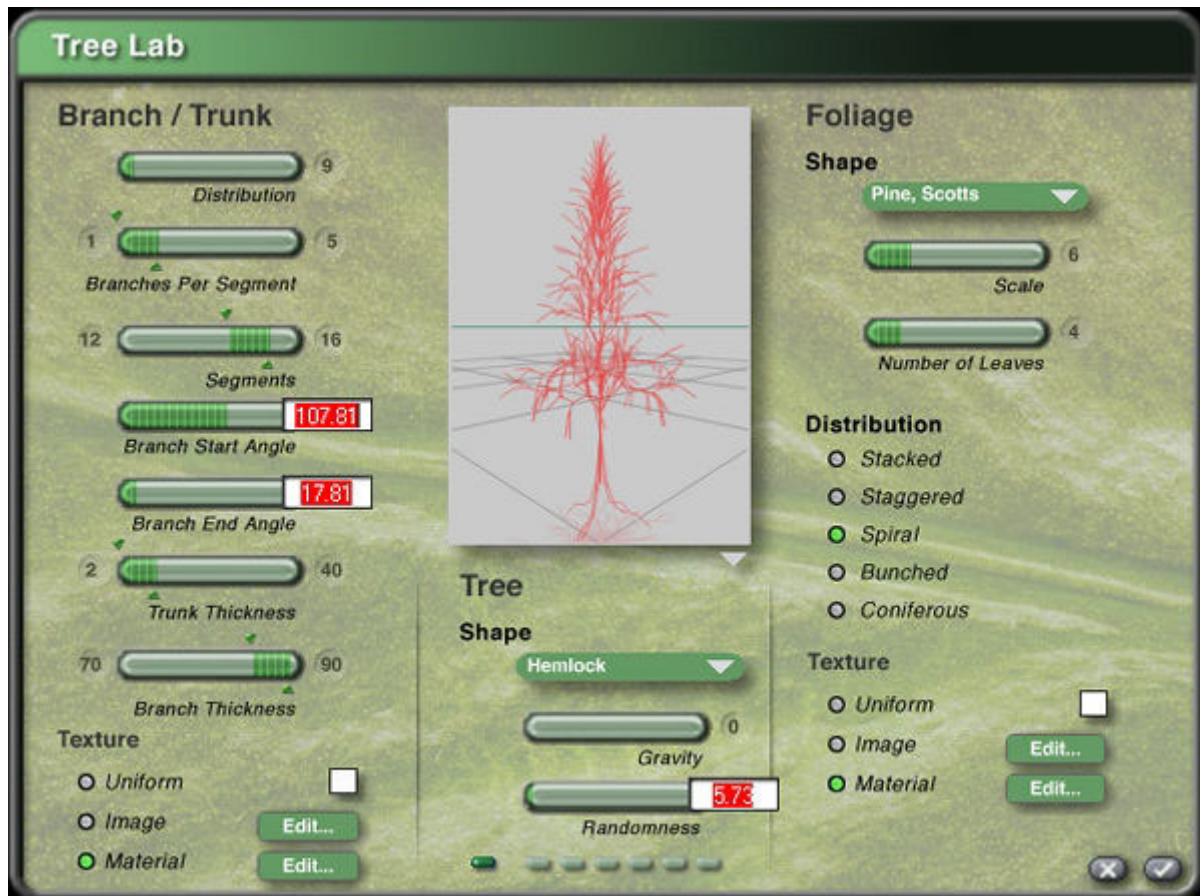 Tree Lab
Branch / Trunk
9
Distribution
1 5
Branches Per Segment
12 16
Segments
107.81
Branch Start Angle
17.81
Branch End Angle
2 40
Trunk Thickness
70 90
Branch Thickness
Texture
Uniform
Image Edit...
Material Edit...
Tree
Shape
Hemlock
0
Gravity
5.73
Randomness
Foliage
Shape
Pine, Scotts
6
Scale
4
Number of Leaves
Distribution
Stacked
Staggered
Spiral
Bunched
Coniferous
Texture
Uniform
Image Edit...
Material Edit...